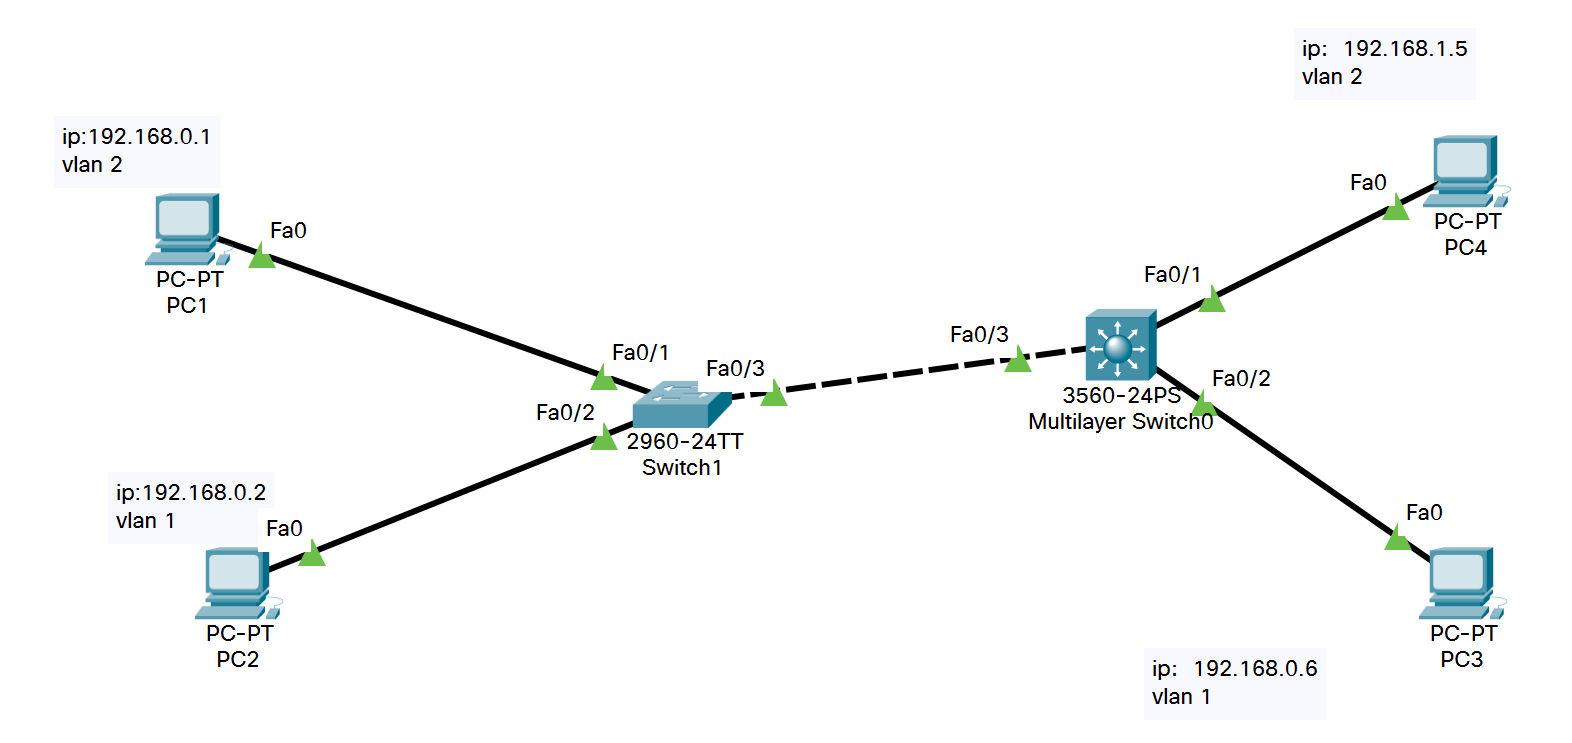 ip:  192.168.1.5
vlan 2
ip:192.168.0.1
vlan 2
Fa0
PC-PT
PC4
Fa0
PC-PT
PC1
Fa0/1
Fa0/3
Fa0/1
Fa0/3
Fa0/2
Fa0/2
3560-24PS
Multilayer Switch0
2960-24TT
Switch1
ip:192.168.0.2
vlan 1
Fa0
PC-PT
PC2
Fa0
PC-PT
PC3
ip:  192.168.0.6
vlan 1